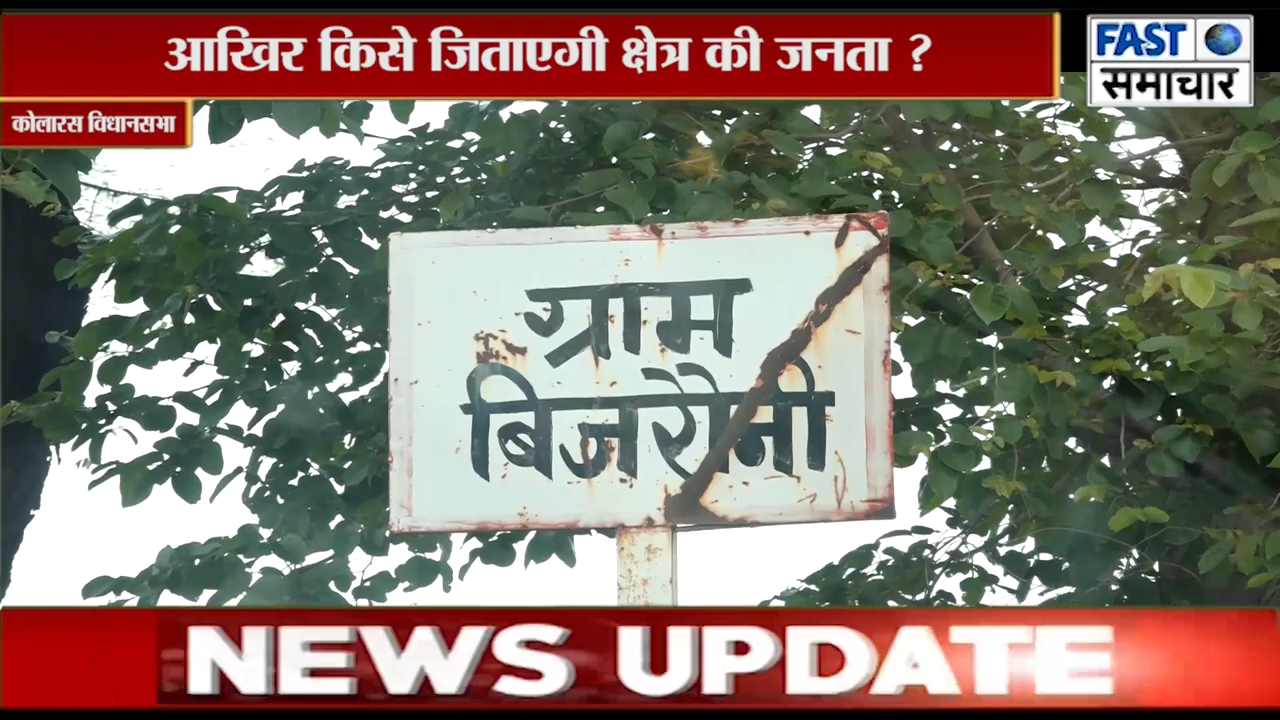 आखिर किसे जिताएगी क्षेत्र की जनता ?
FAST
समाचार
कोलारस विधानसभा
ग्राम
बिजरौनी
NEWS UPDATE